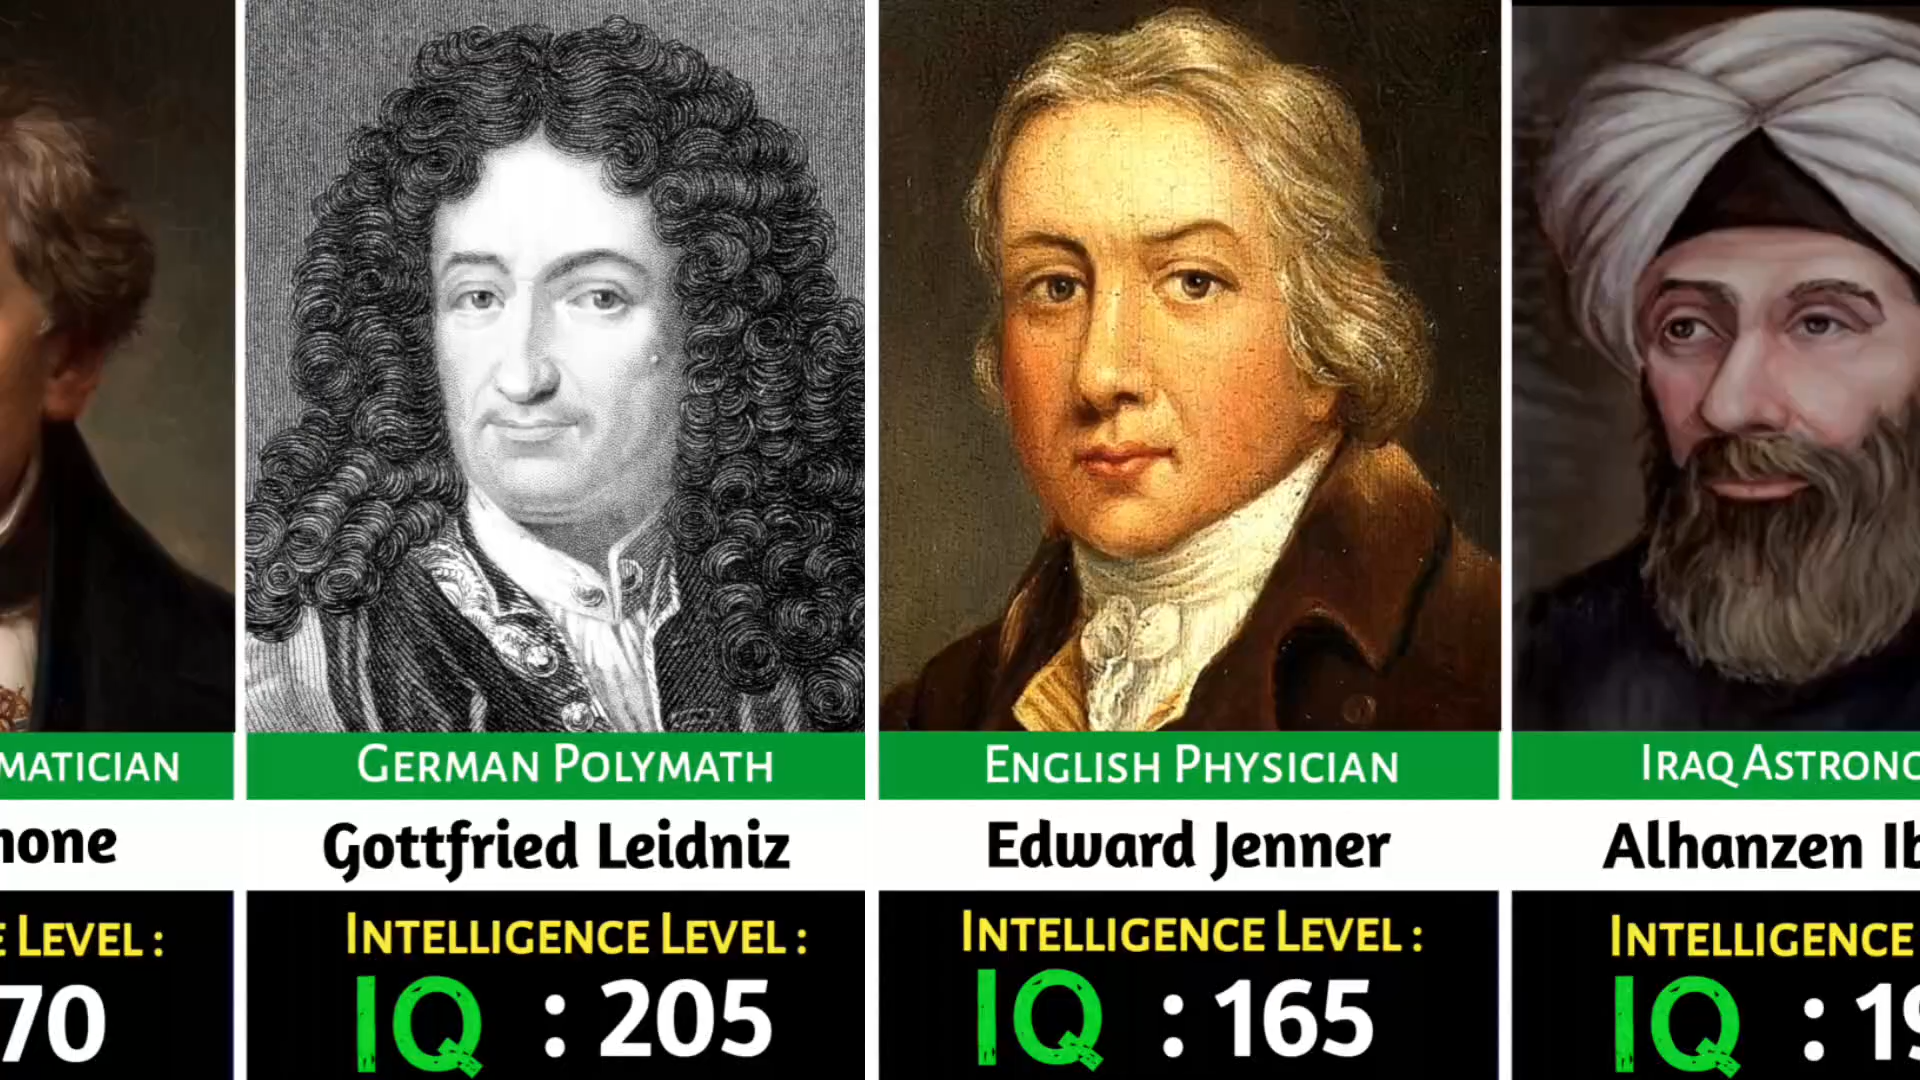 MATICIAN
none
E LEVEL :
70
GERMAN POLYMATH
Gottfried Leidniz
INTELLIGENCE LEVEL :
IQ : 205
ENGLISH PHYSICIAN
Edward Jenner
INTELLIGENCE LEVEL :
IQ : 165
IRAQ ASTRONO
Alhanzen Ib
INTELLIGENCE
IQ : 19